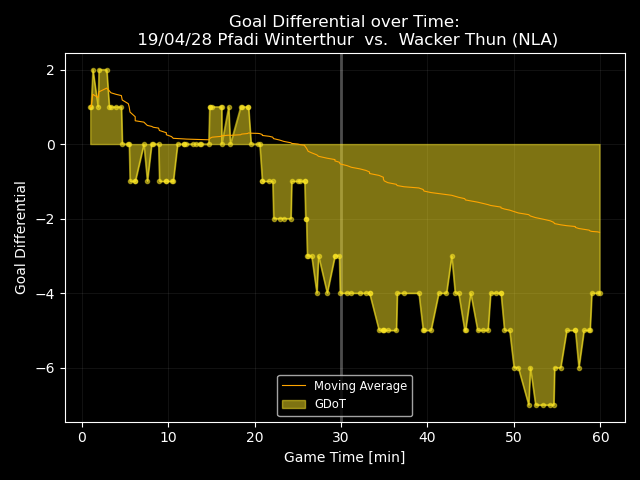 Goal Differential over Time:
19/04/28 Pfadi Winterthur vs. Wacker Thun (NLA)
Goal Differential
2
0
−2
−4
−6
Moving Average
GDoT
0 10 20 30 40 50 60
Game Time [min]